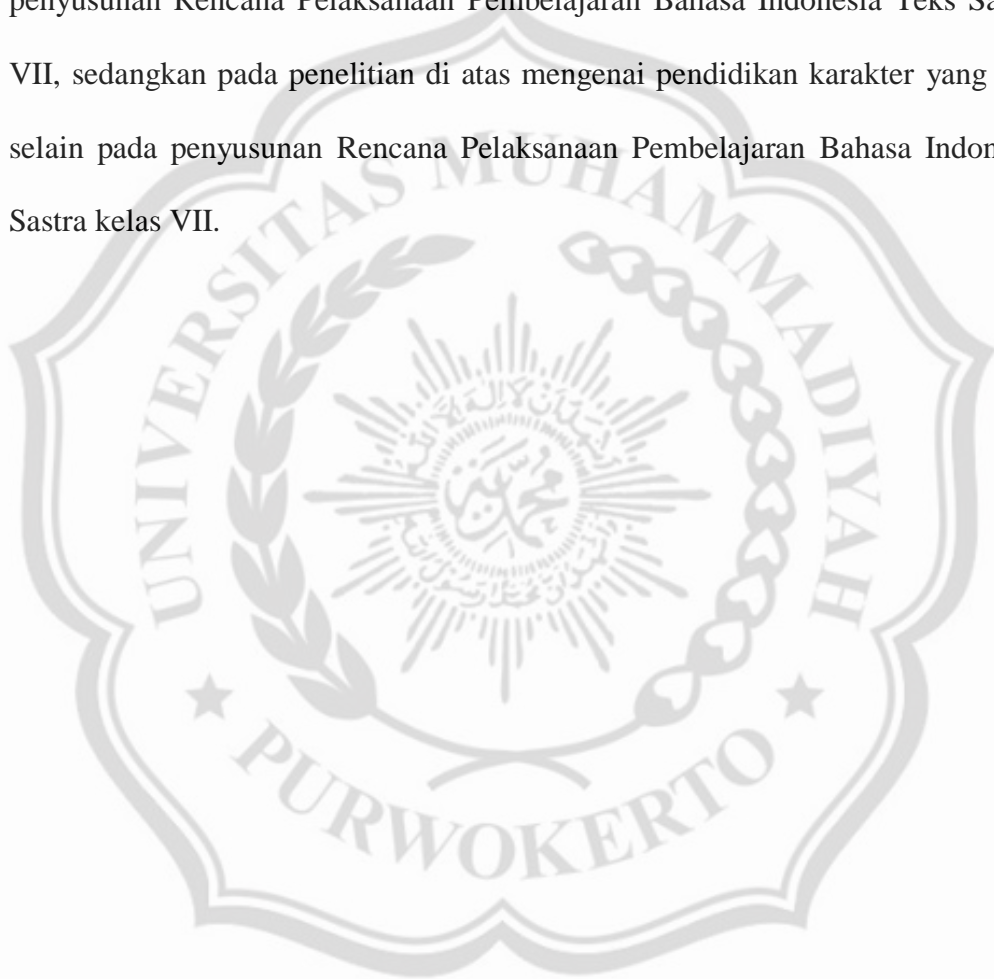 penyusunan Rencana Pelaksanaan Pembelajaran Bahasa Indonesia Teks
VII, sedangkan pada penelitian di atas mengenai pendidikan karakter yang
selain pada penyusunan Rencana Pelaksanaan Pembelajaran Bahasa
Sastra kelas VII.
UNIVERSITAS MUHAMMADIYAH
PURWOKERTO